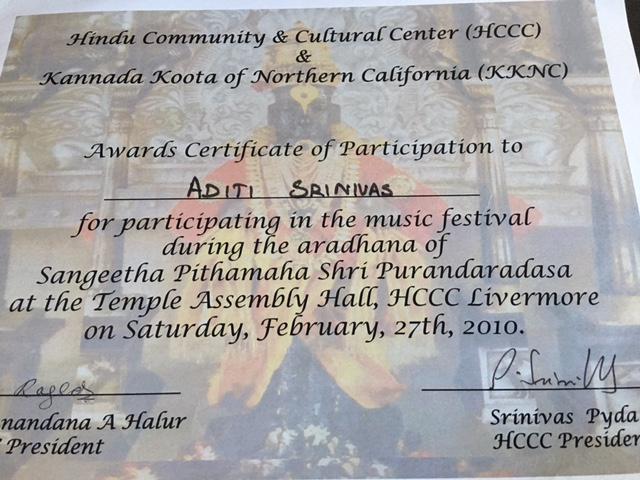 Hindu Community & Cultural Center (HCCC)
&
Kannada Koota of Northern California (KKNC)
Awards Certificate of Participation to
ADITI SRINIVAS
for participating in the music festival
during the aradhana of
Sangeetha Pithamaha Shri Purandaradasa
at the Temple Assembly Hall, HCCC Livermore
on Saturday, February, 27th, 2010.
nandana A Halur
President
Srinivas Pyda
HCCC Presiden